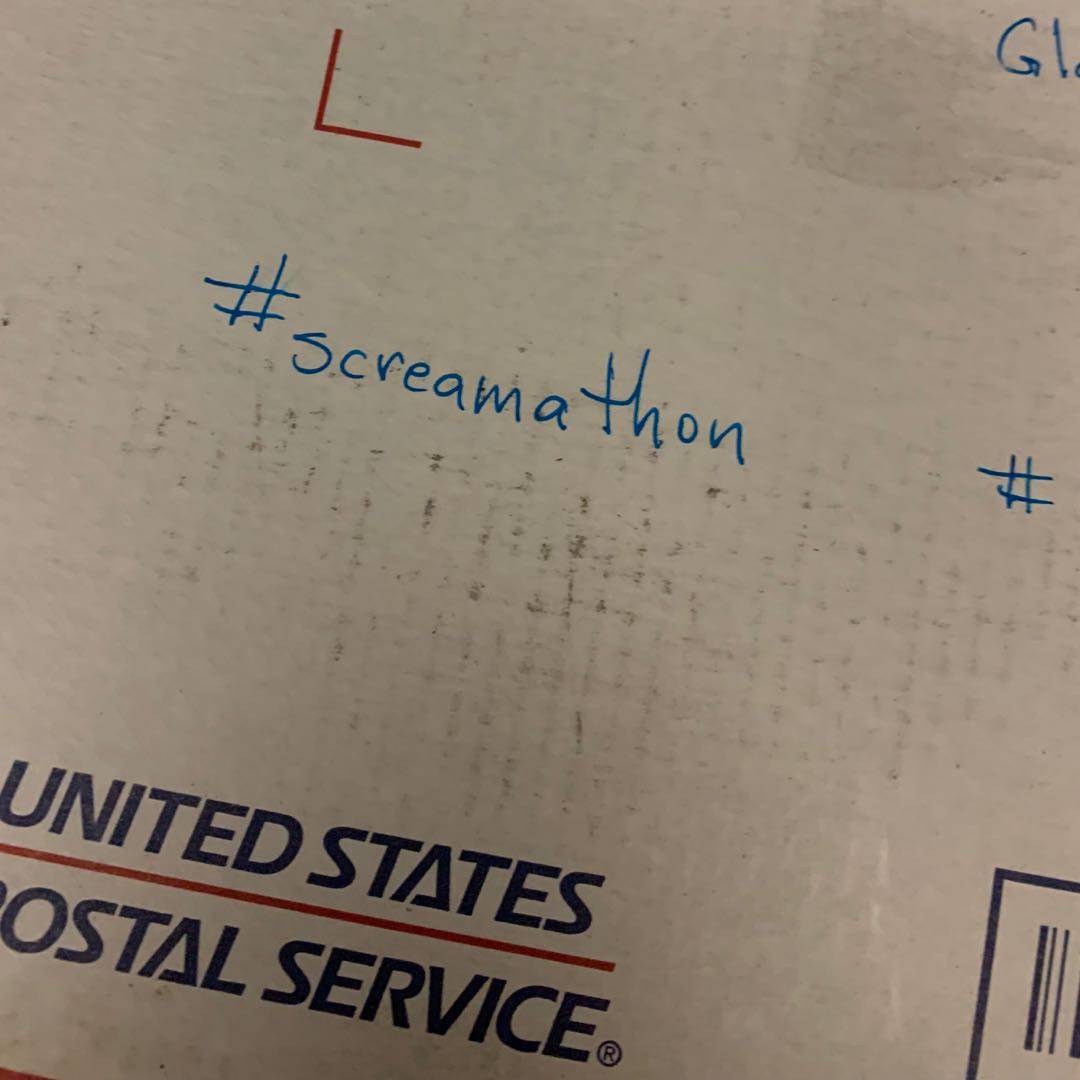 #screamathon
#
UNITED STATES
POSTAL SERVICE®